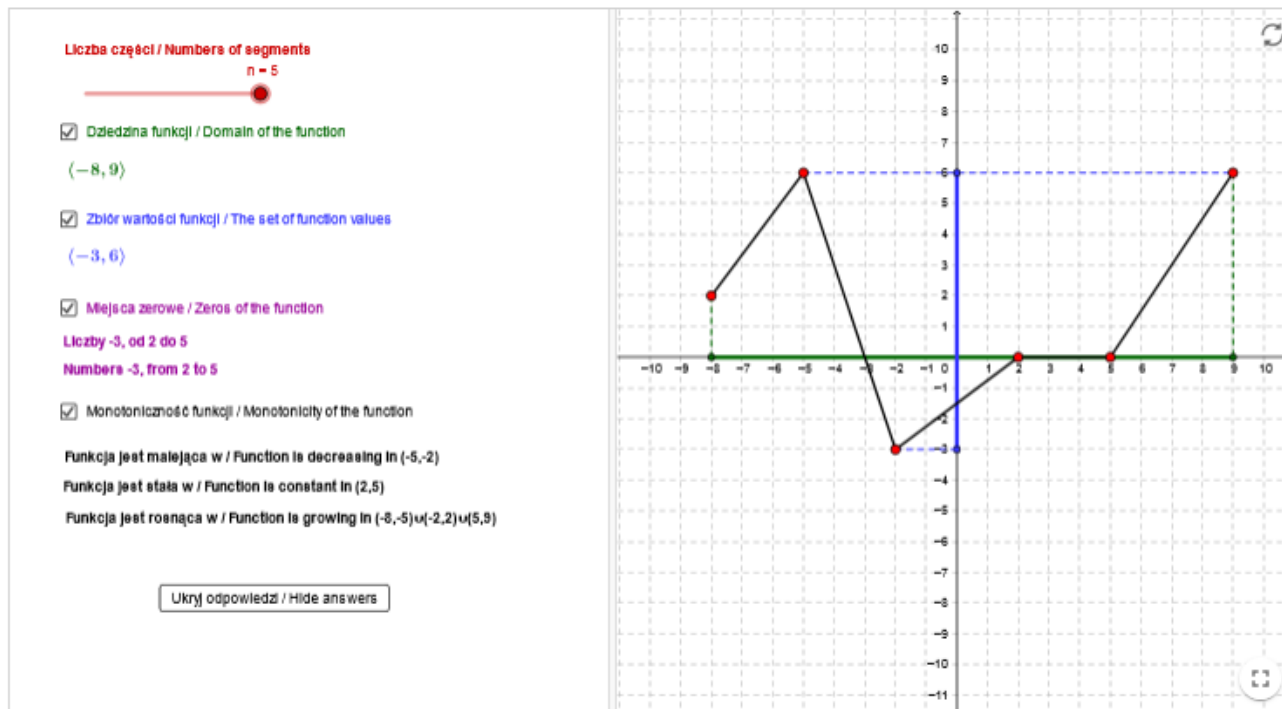 Liczba części / Numbers of segments
n = 5
Dziedzina funkcji / Domain of the function
⟨−8, 9⟩
Zbiór wartości funkcji / The set of function values
⟨−3, 6⟩
Miejsca zerowe / Zeros of the function
Liczby -3, od 2 do 5
Numbers -3, from 2 to 5
Monotoniczność funkcji / Monotonicity of the function
Funkcja jest malejąca w / Function is decreasing in (-5,-2)
Funkcja jest stała w / Function is constant in (2,5)
Funkcja jest rosnąca w / Function is growing in (-8,-5)∪(-2,2)∪(5,9)
Ukryj odpowiedzi / Hide answers
10
9
8
7
6
5
4
3
2
1
−10 −9 −8 −7 −6 −5 −4 −3 −2 −1 0 1 2 3 4 5 6 7 8 9 10
−1
−2
−3
−4
−5
−6
−7
−8
−9
−10
−11